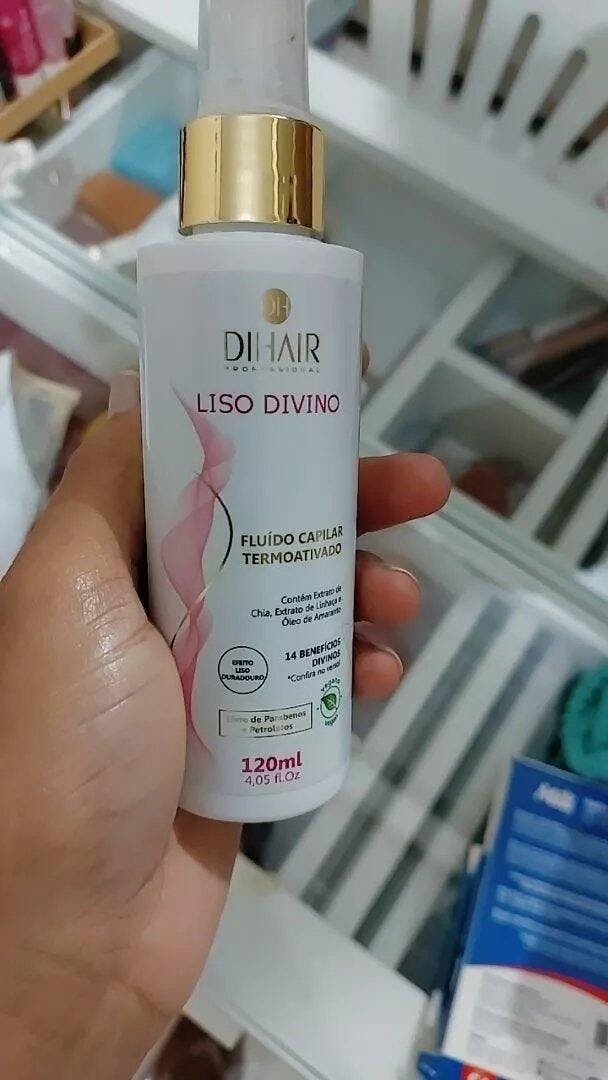 DH
DIHAIR
PROFESSIONAL
LISO DIVINO
FLUÍDO CAPILAR
TERMOATIVADO
Contém Extrato de
Chia, Extrato de Linhaça e
Óleo de Amaranto
14 BENEFÍCIOS
DIVINOS
*Confira no verso!
EFEITO
LISO
DURADOURO
vegano
vegan
Livre de Parabenos
e Petrolatos
120ml
4,05 fl.Oz